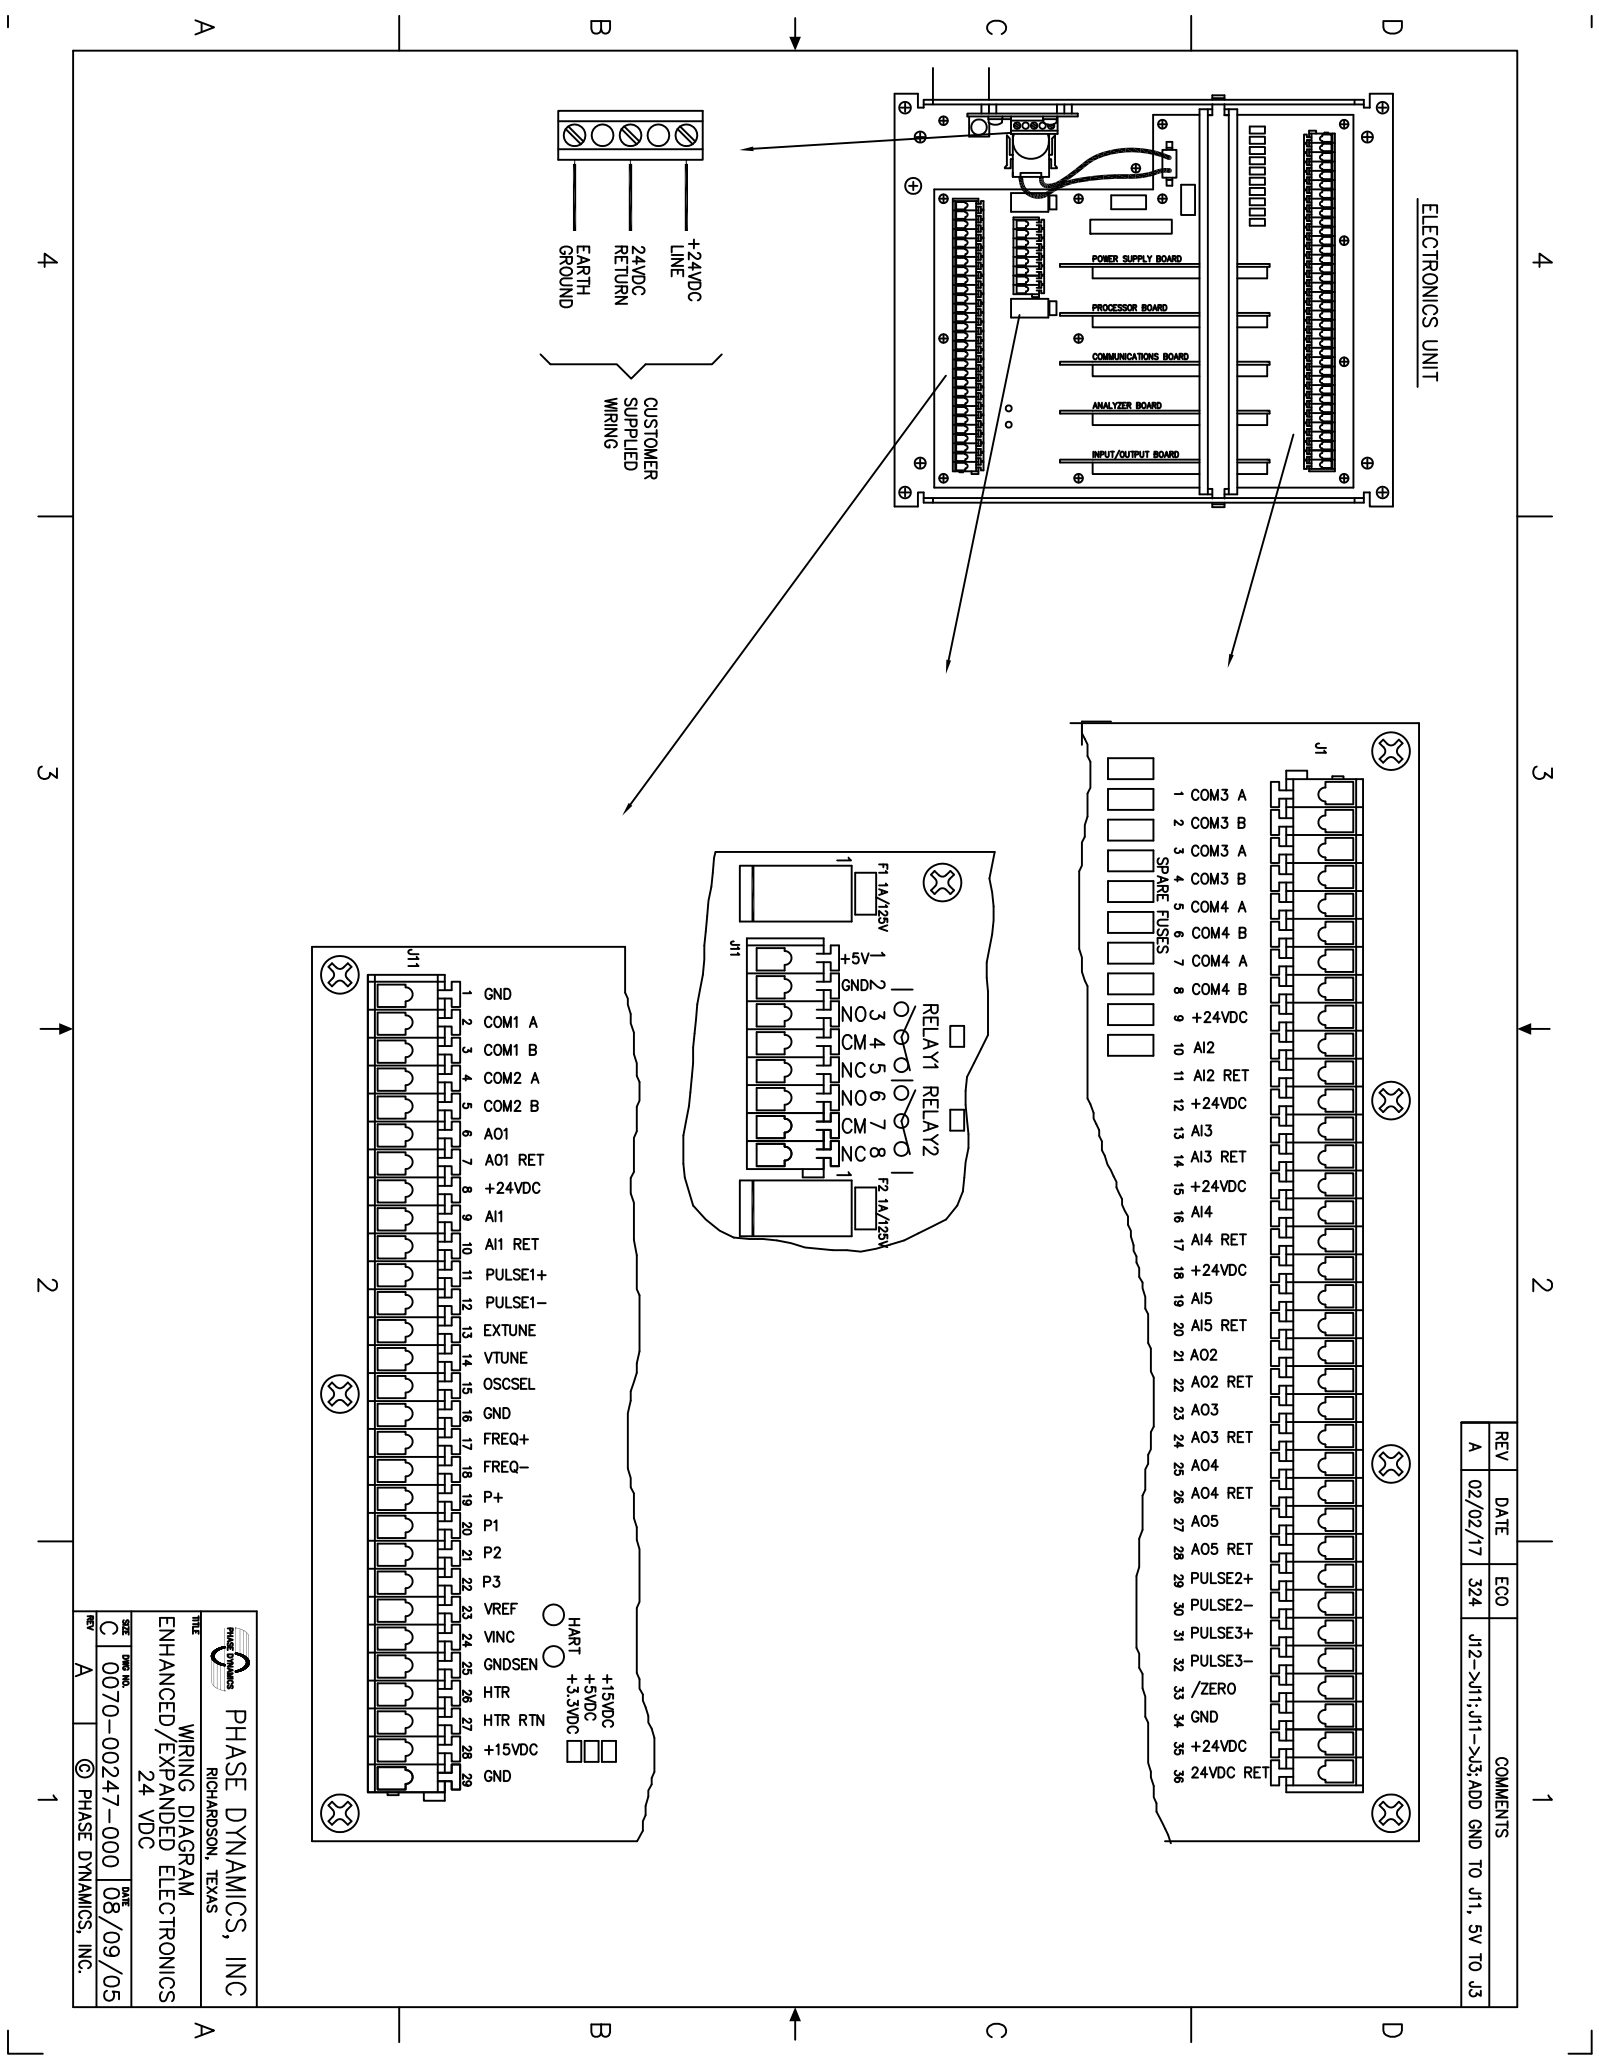 ELECTRONICS UNIT
POWER SUPPLY BOARD
PROCESSOR BOARD
COMMUNICATIONS BOARD
ANALYZER BOARD
INPUT/OUTPUT BOARD
+24VDC
LINE
24VDC
RETURN
EARTH
GROUND
CUSTOMER
SUPPLIED
WIRING
REV DATE ECO COMMENTS
A 02/02/17 324 J12->J11;J11->J3;ADD GND TO J11, 5V TO J3
J1
1 COM3 A
2 COM3 B
3 COM3 A
4 COM3 B
5 COM4 A
6 COM4 B
7 COM4 A
8 COM4 B
9 +24VDC
10 AI2
11 AI2 RET
12 +24VDC
13 AI3
14 AI3 RET
15 +24VDC
16 AI4
17 AI4 RET
18 +24VDC
19 AI5
20 AI5 RET
21 AO2
22 AO2 RET
23 AO3
24 AO3 RET
25 AO4
26 AO4 RET
27 AO5
28 AO5 RET
29 PULSE2+
30 PULSE2-
31 PULSE3+
32 PULSE3-
33 /ZERO
34 GND
35 +24VDC
36 24VDC RET
SPARE FUSES
F1 1A/125V
1
J11
+5V 1
GND 2
NO 3
CM 4
NC 5
NO 6
CM 7
NC 8
RELAY1 RELAY2
1
F2 1A/125V
J11
1 GND
2 COM1 A
3 COM1 B
4 COM2 A
5 COM2 B
6 AO1
7 AO1 RET
8 +24VDC
9 AI1
10 AI1 RET
11 PULSE1+
12 PULSE1-
13 EXTUNE
14 VTUNE
15 OSCSEL
16 GND
17 FREQ+
18 FREQ-
19 P+
20 P1
21 P2
22 P3
23 VREF
24 VINC
25 GNDSEN
26 HTR
27 HTR RTN
28 +15VDC
29 GND
HART
+15VDC
+5VDC
+3.3VDC
PHASE DYNAMICS
PHASE DYNAMICS, INC
RICHARDSON, TEXAS
TITLE
WIRING DIAGRAM
ENHANCED/EXPANDED ELECTRONICS
24 VDC
SIZE C DWG NO. 0070-00247-000 DATE 08/09/05
REV A © PHASE DYNAMICS, INC.
4
3
2
1
4
3
2
1
D
C
B
A
D
C
B
A